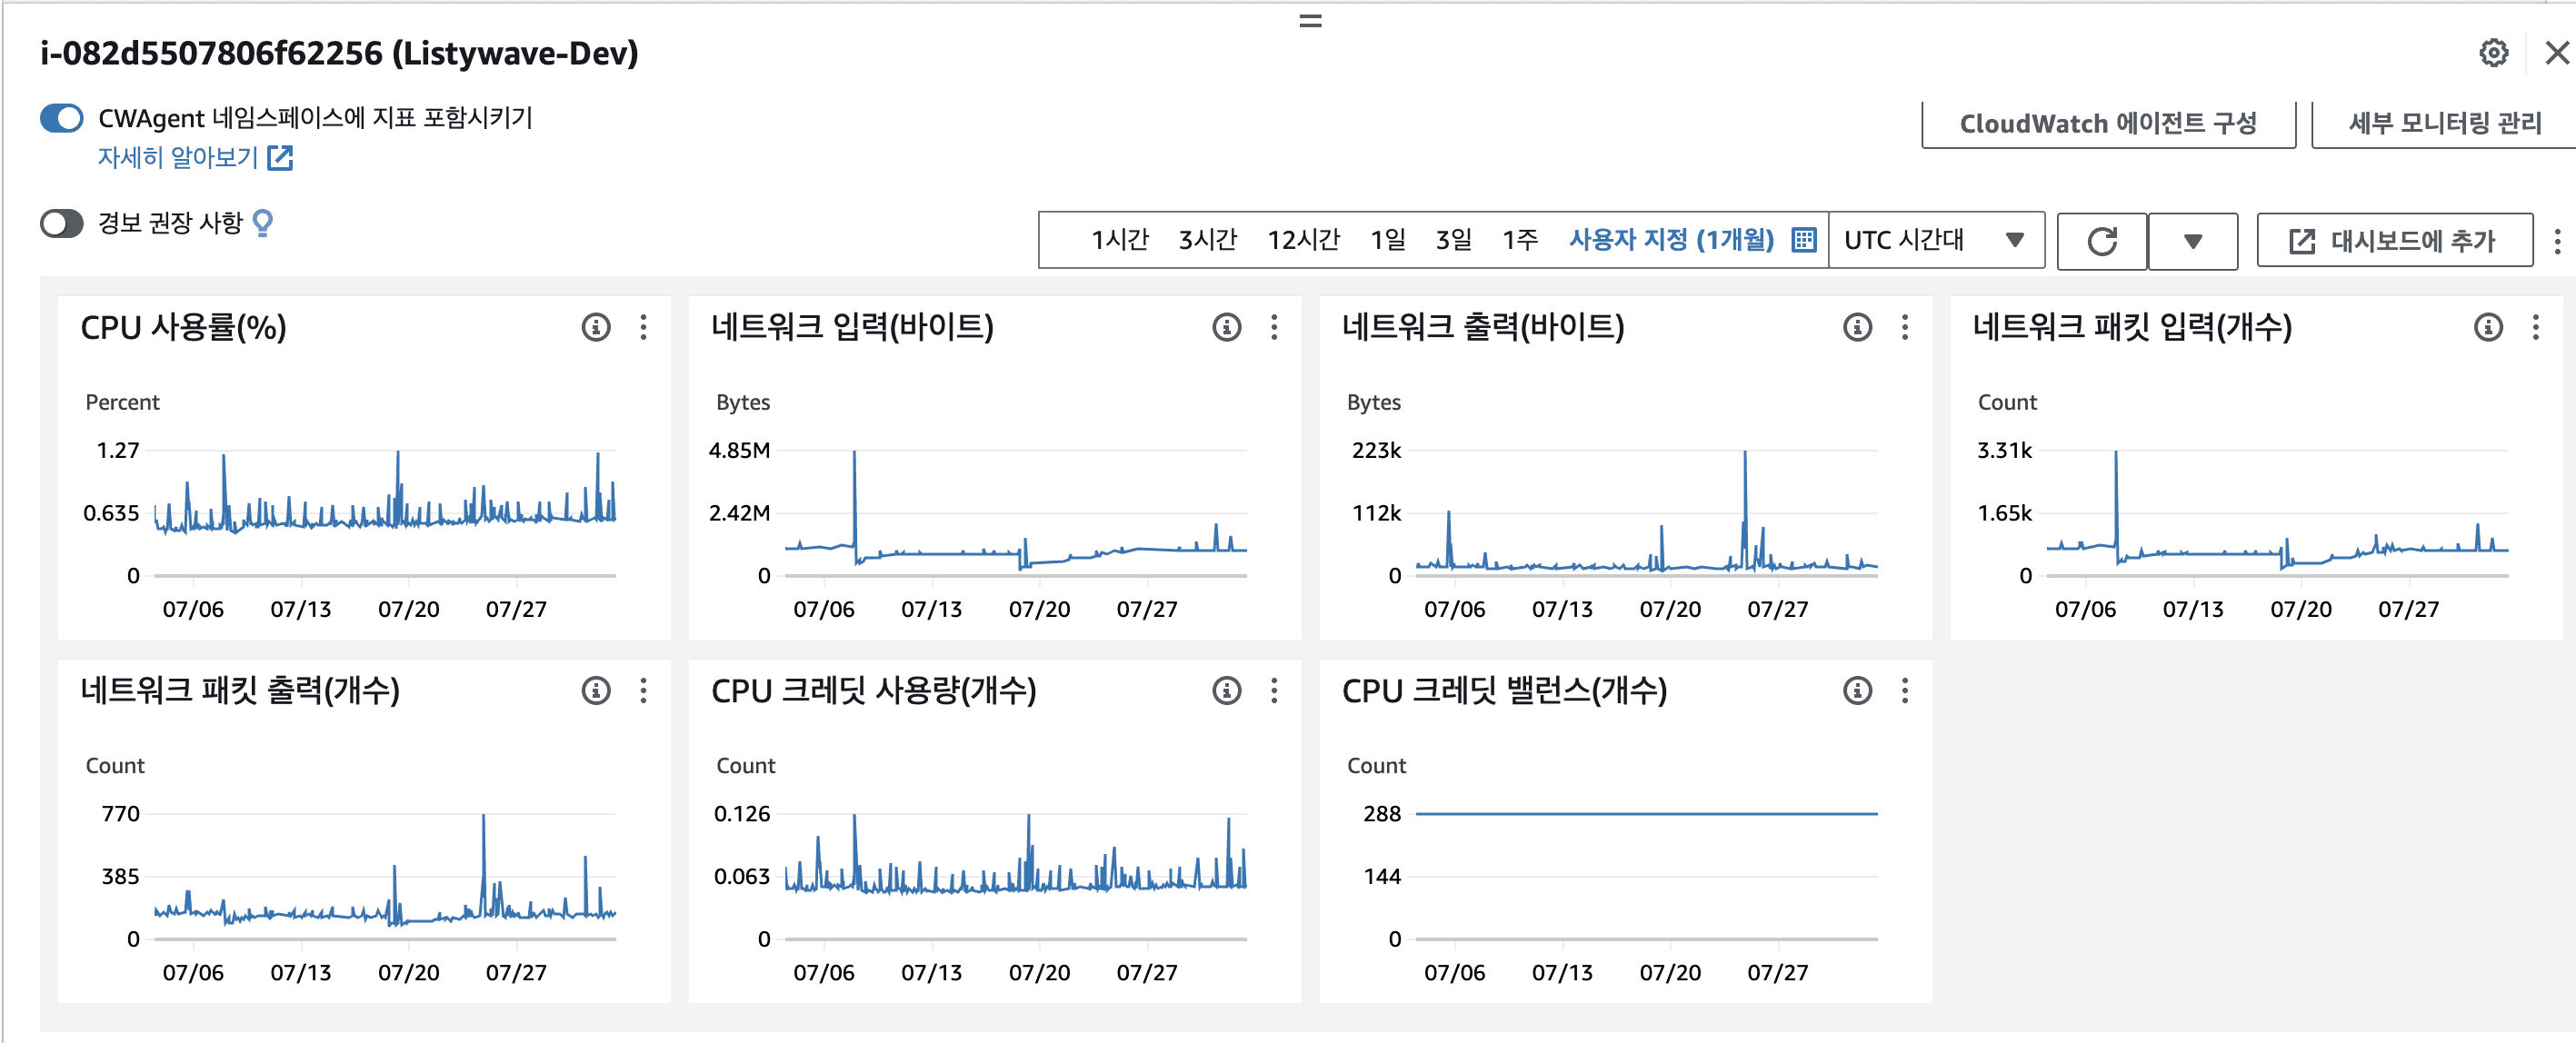 i-082d5507806f62256 (Listywave-Dev)
CWAgent 네임스페이스에 지표 포함시키기
자세히 알아보기
CloudWatch 에이전트 구성
세부 모니터링 관리
경보 권장 사항
1시간 3시간 12시간 1일 3일 1주 사용자 지정 (1개월) UTC 시간대
대시보드에 추가
CPU 사용률(%)
Percent
1.27
0.635
0
07/06 07/13 07/20 07/27
네트워크 입력(바이트)
Bytes
4.85M
2.42M
0
07/06 07/13 07/20 07/27
네트워크 출력(바이트)
Bytes
223k
112k
0
07/06 07/13 07/20 07/27
네트워크 패킷 입력(개수)
Count
3.31k
1.65k
0
07/06 07/13 07/20 07/27
네트워크 패킷 출력(개수)
Count
770
385
0
07/06 07/13 07/20 07/27
CPU 크레딧 사용량(개수)
Count
0.126
0.063
0
07/06 07/13 07/20 07/27
CPU 크레딧 밸런스(개수)
Count
288
144
0
07/06 07/13 07/20 07/27